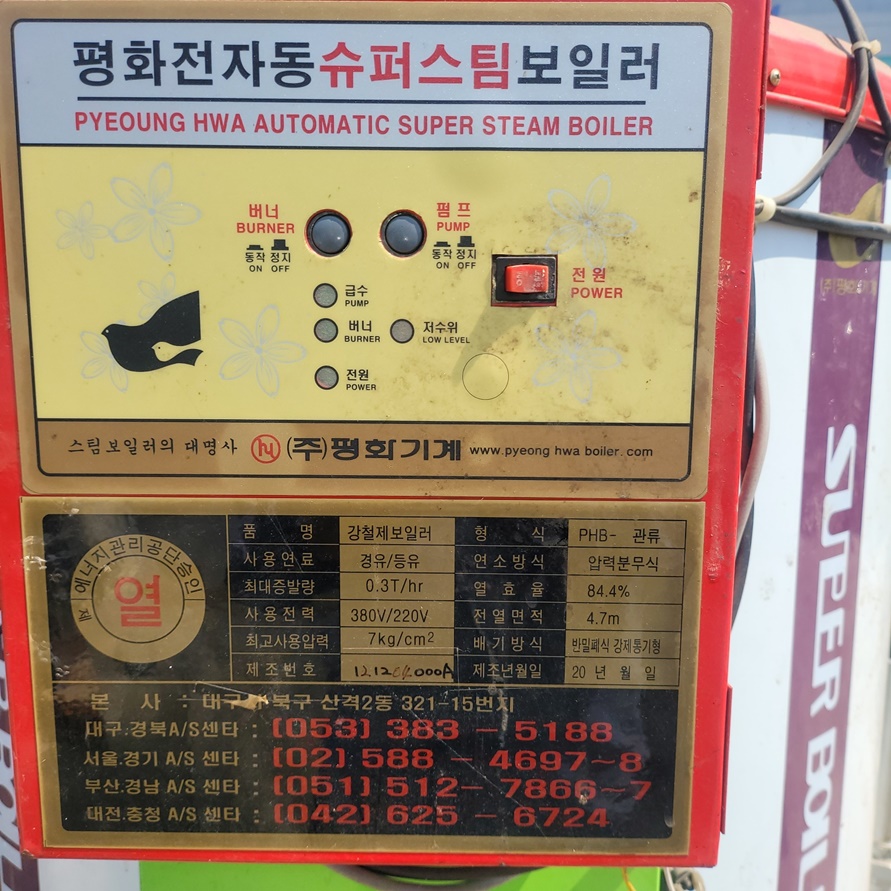 평화전자동슈퍼스팀보일러
PYEOUNG HWA AUTOMATIC SUPER STEAM BOILER
버너
BURNER
동작 정지
ON OFF
펌프
PUMP
동작 정지
ON OFF
전원
POWER
급수
PUMP
버너
BURNER
저수위
LOW LEVEL
전원
POWER
스팀보일러의 대명사 (주)평화기계 www.pyeong hwa boiler.com
에너지관리공단승인
제 열
품 명 강철제보일러 형 식 PHB- 관류
사용연료 경유/등유 연소방식 압력분무식
최대증발량 0.3T/hr 열 효 율 84.4%
사용전력 380V/220V 전열면적 4.7m
최고사용압력 7kg/cm2 배기방식 반밀폐식 강제통기형
제조번호 제조년월일 20 년 월 일
본 사 : 대구 북구 산격2동 321-15번지
대구.경북A/S센타 : (053) 383 - 5188
서울.경기 A/S 센타 : (02) 588 - 4697~8
부산.경남 A/S 센타 : (051) 512- 7866~7
대전.충청 A/S 센타 : (042) 625 - 6724
SUPER BOIL